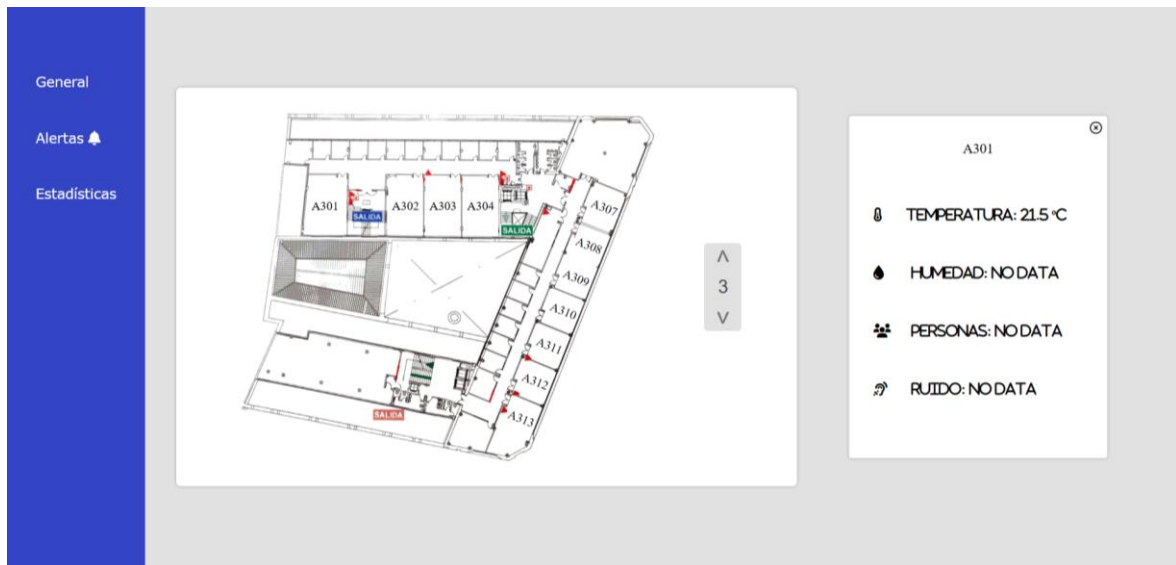 General
Alertas
Estadísticas
A301
SALIDA
A302
A303
A304
SALIDA
A307
A308
A309
A310
A311
A312
A313
SALIDA
3
A301
TEMPERATURA: 21.5 °C
HUMEDAD: NO DATA
PERSONAS: NO DATA
RUIDO: NO DATA